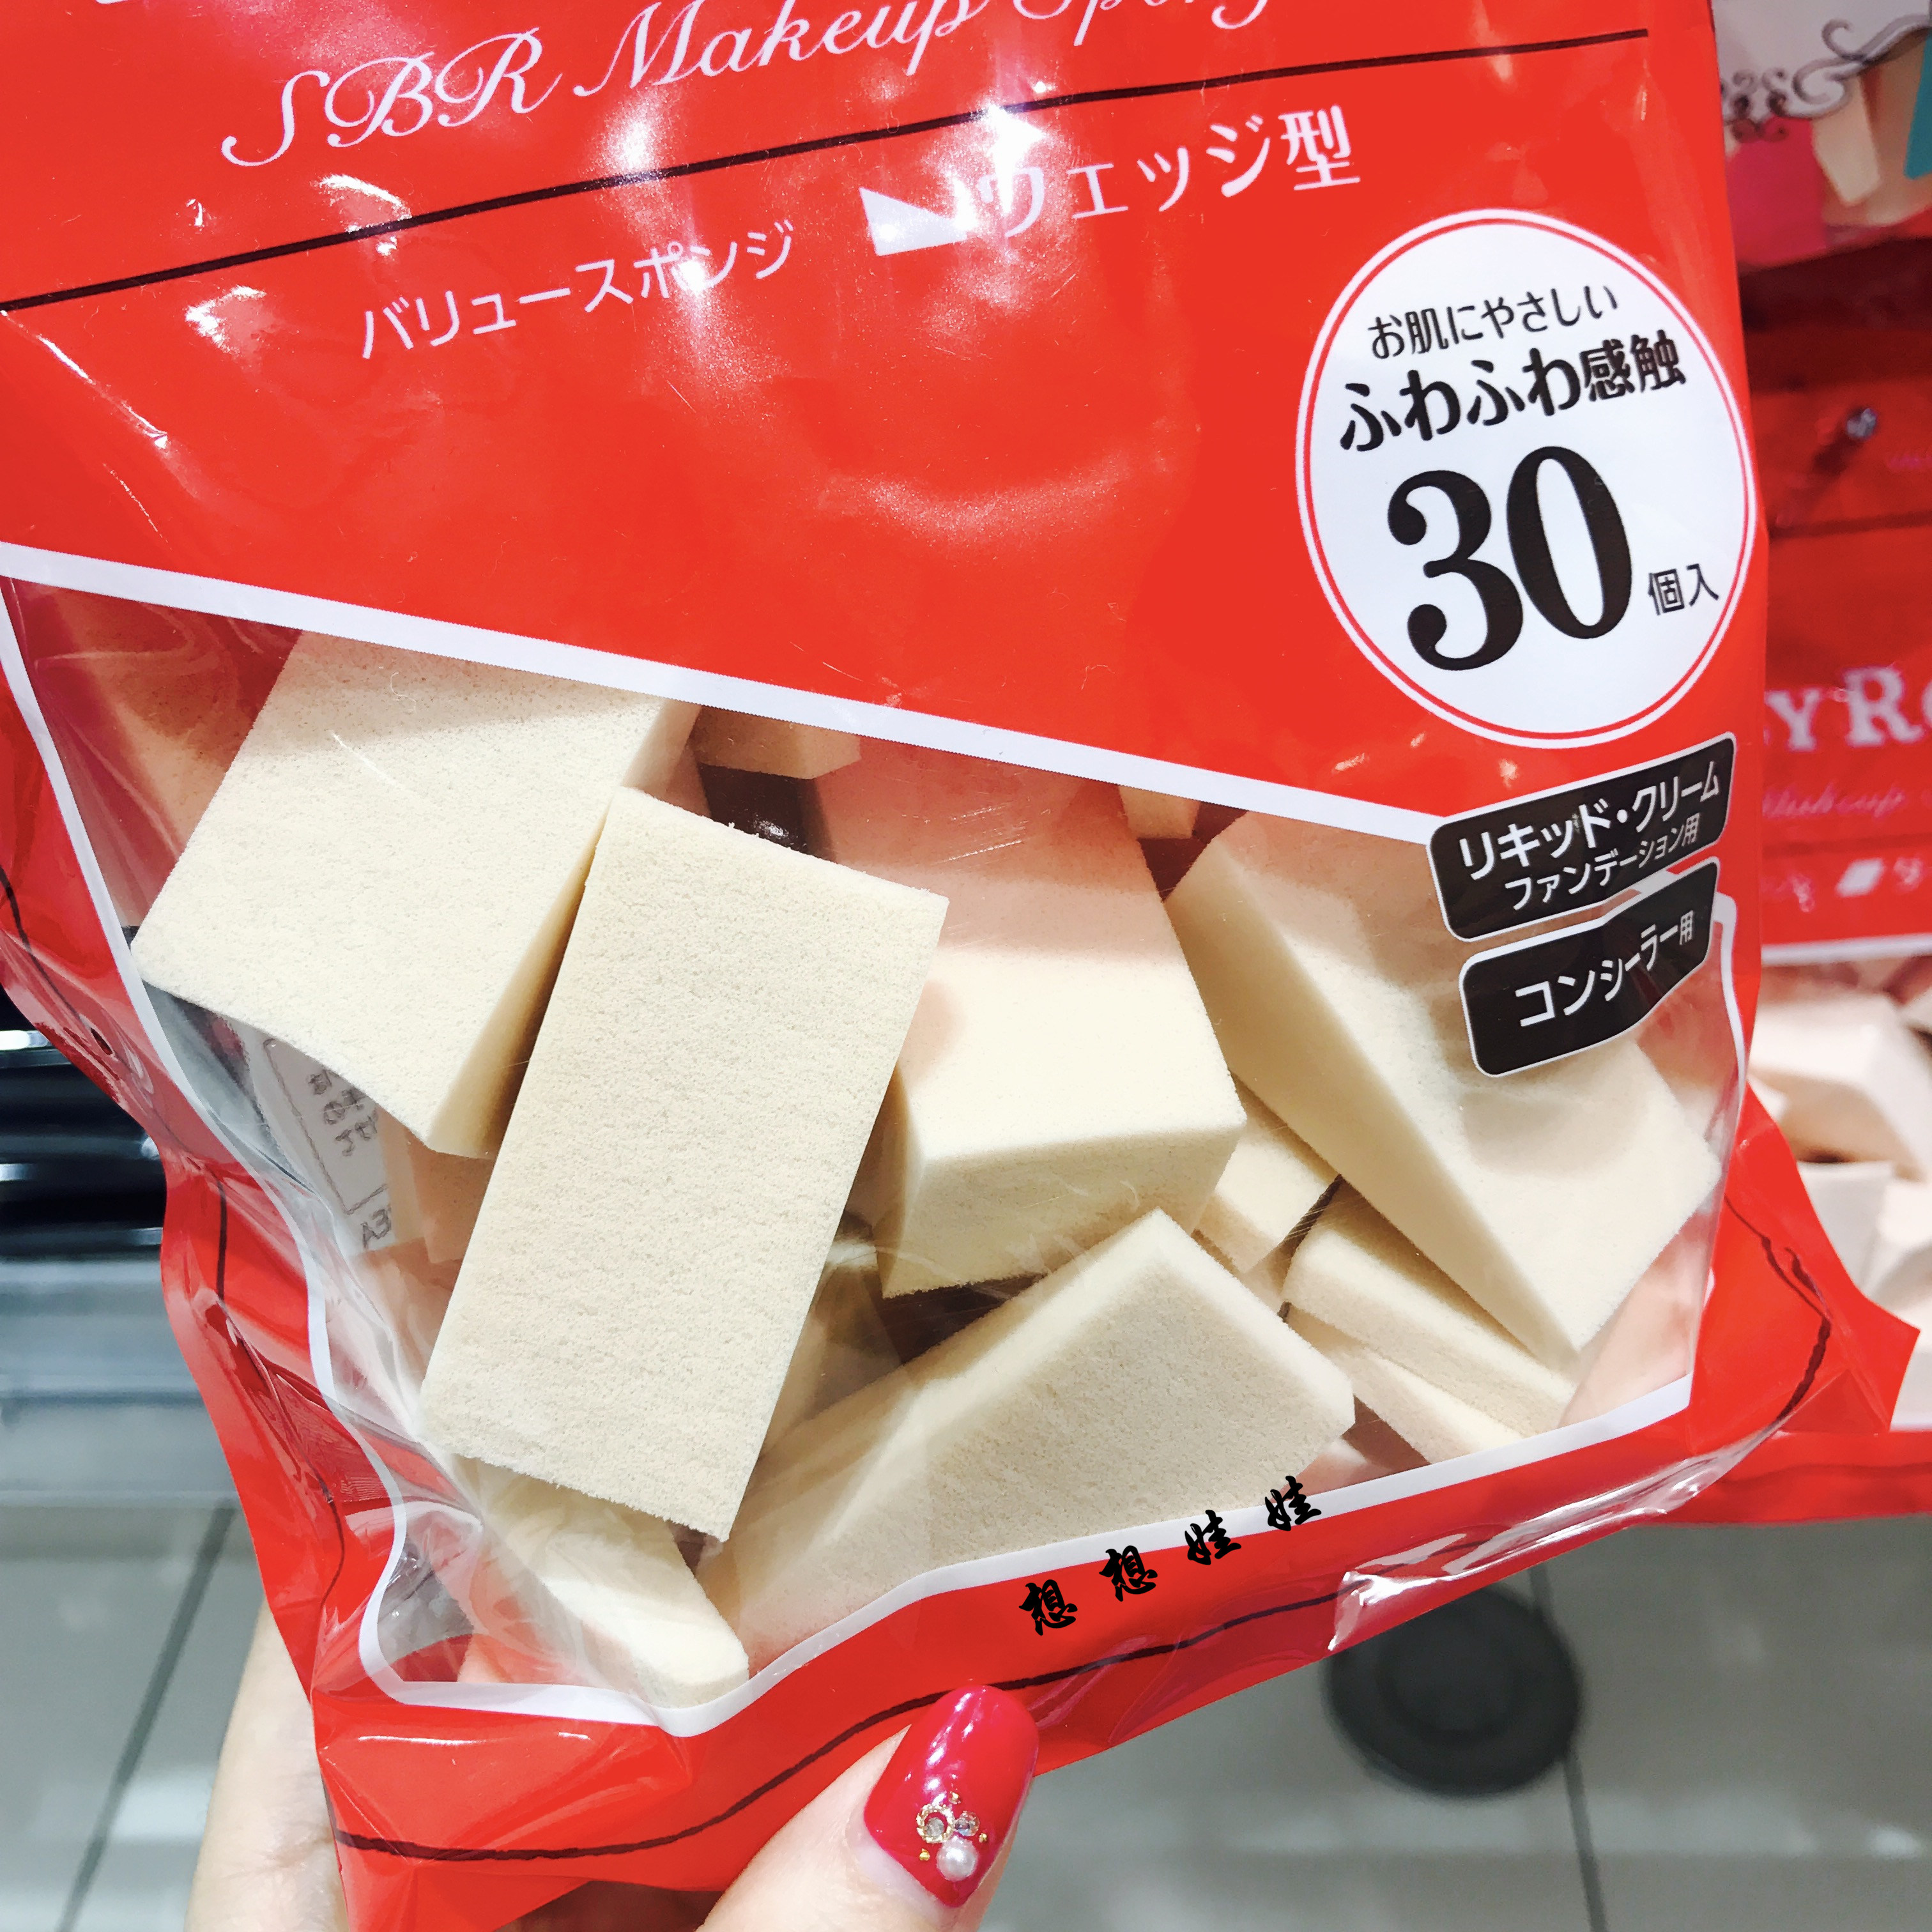 SBR Makeup
バリュースポンジ
ウェッジ型
お肌にやさしい
ふわふわ感触
30
個入
リキッド・クリーム
ファンデーション用
コンシーラー用
想想娃娃